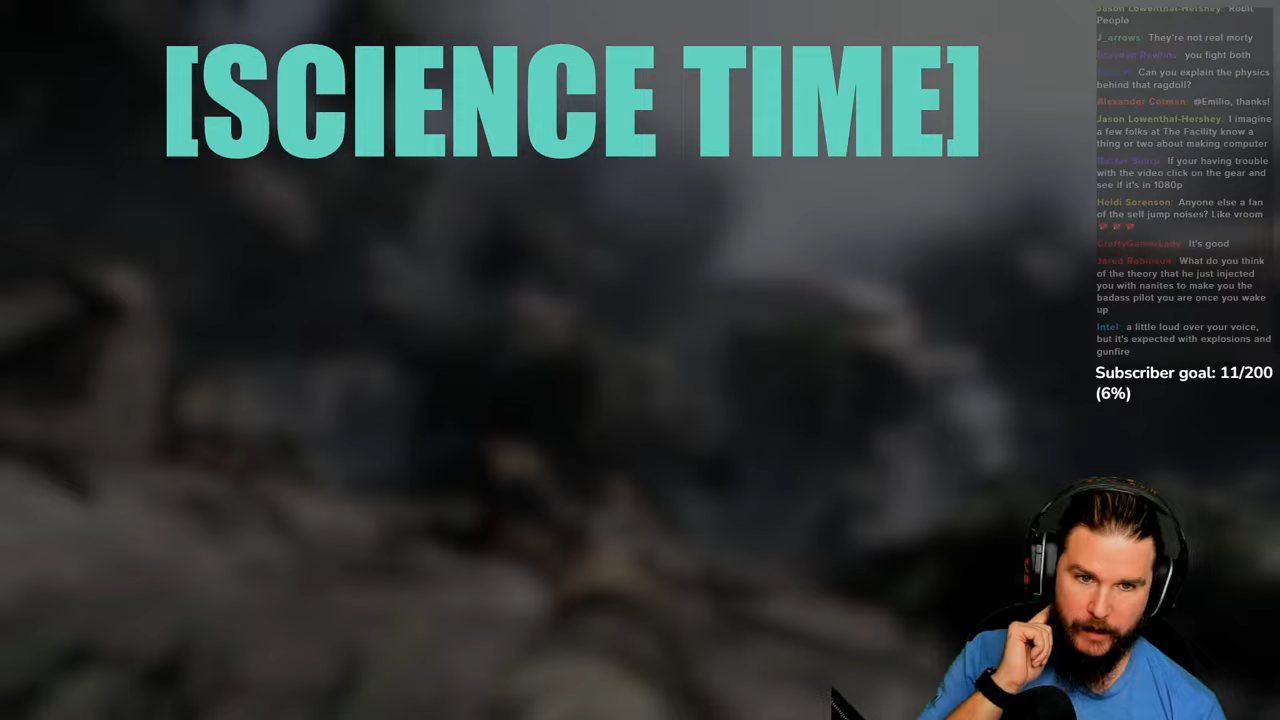 [SCIENCE TIME]
Jason Lowenthal-Hershey: Robit
People
J_arrows: They're not real morty
you fight both
Can you explain the physics
behind that ragdoll?
Alexander Cotman: @Emilio, thanks!
Jason Lowenthal-Hershey: I imagine
a few folks at The Facility know a
thing or two about making computer
If your having trouble
with the video click on the gear and
see if it's in 1080p
Heidi Sorenson: Anyone else a fan
of the self jump noises? Like vroom
CraftyGamerLady: It's good
Jared Robinson: What do you think
of the theory that he just injected
you with nanites to make you the
badass pilot you are once you wake
up
Intel: a little loud over your voice,
but it's expected with explosions and
gunfire
Subscriber goal: 11/200
(6%)